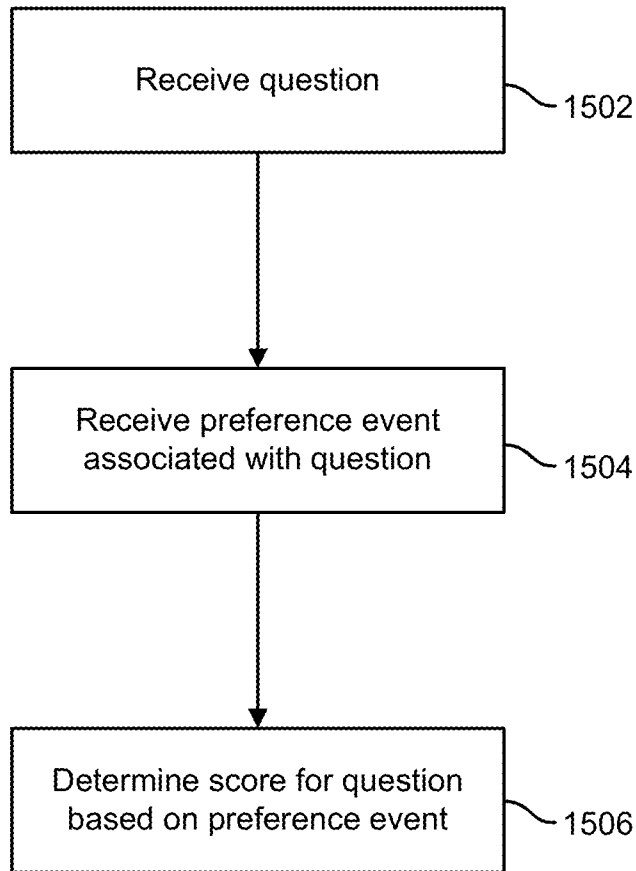 Receive question
1502
Receive preference event
associated with question
1504
Determine score for question
based on preference event
1506